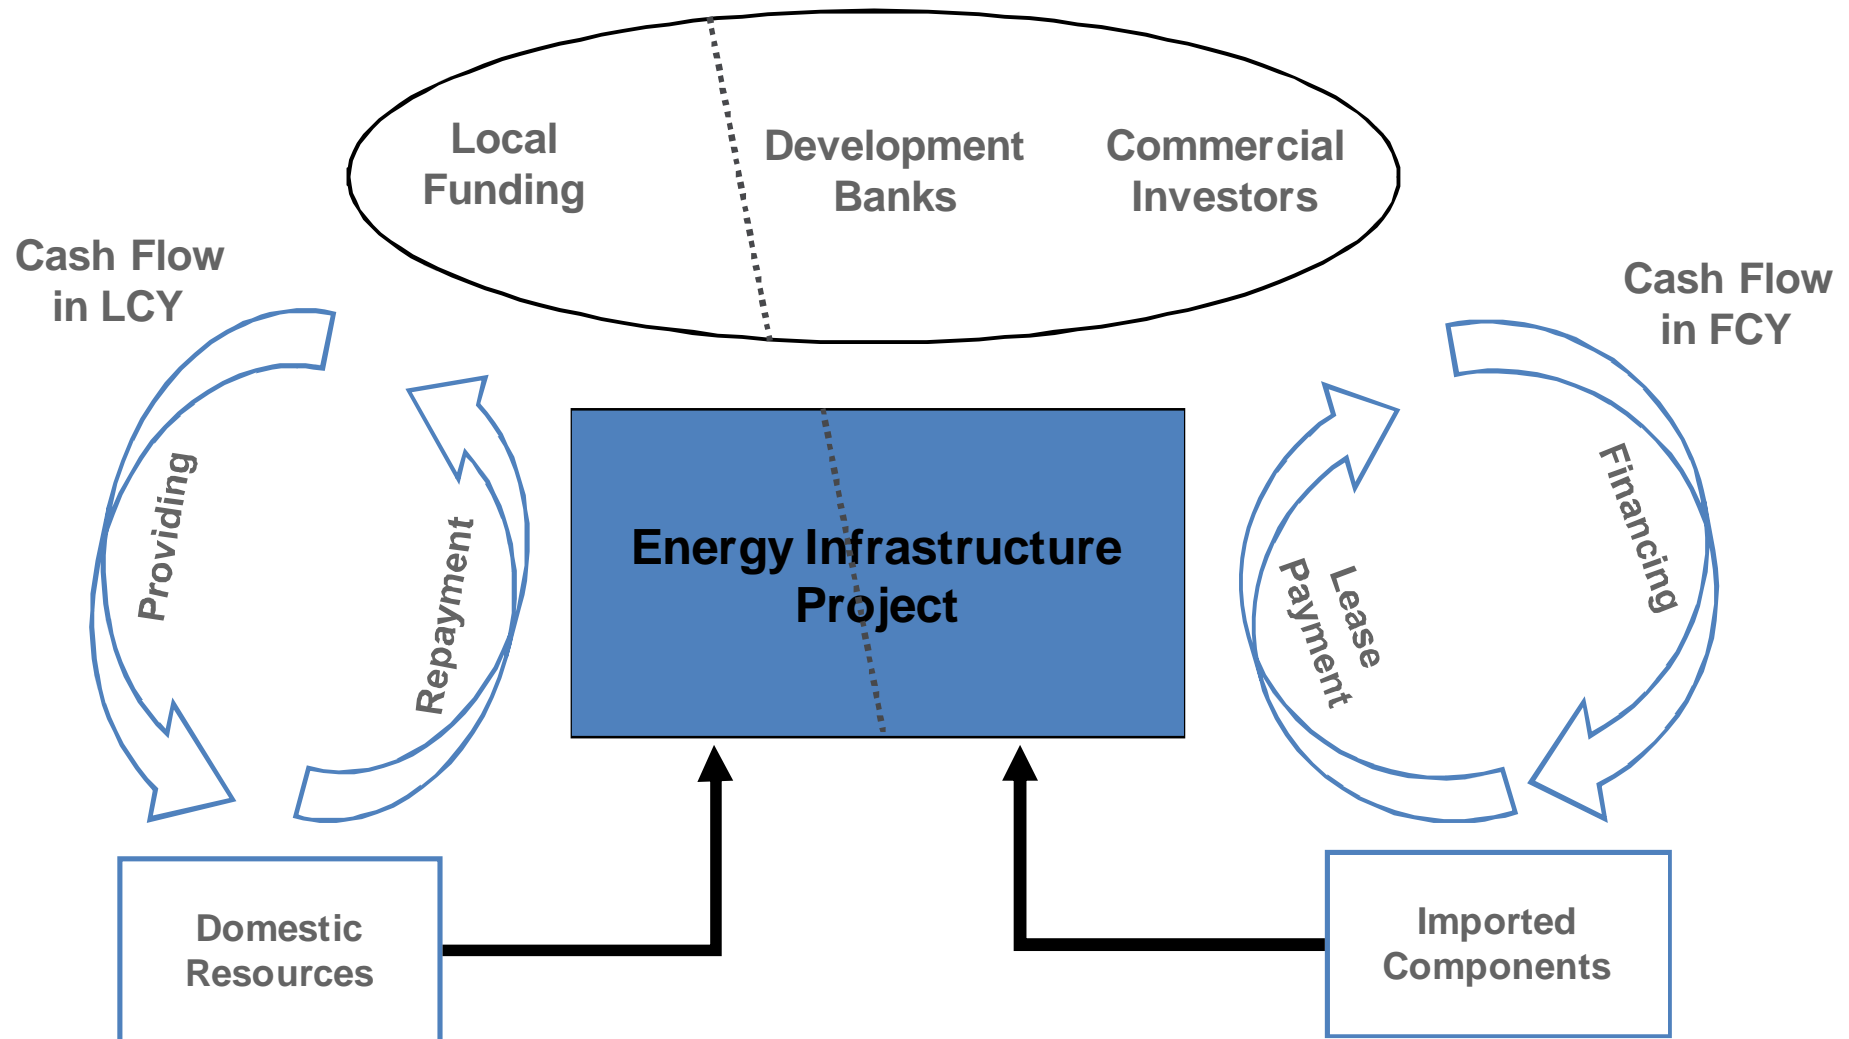 Local
Funding
Development
Banks
Commercial
Investors
Cash Flow
in LCY
Cash Flow
in FCY
Providing
Repayment
Energy Infrastructure
Project
Lease
Payment
Financing
Domestic
Resources
Imported
Components